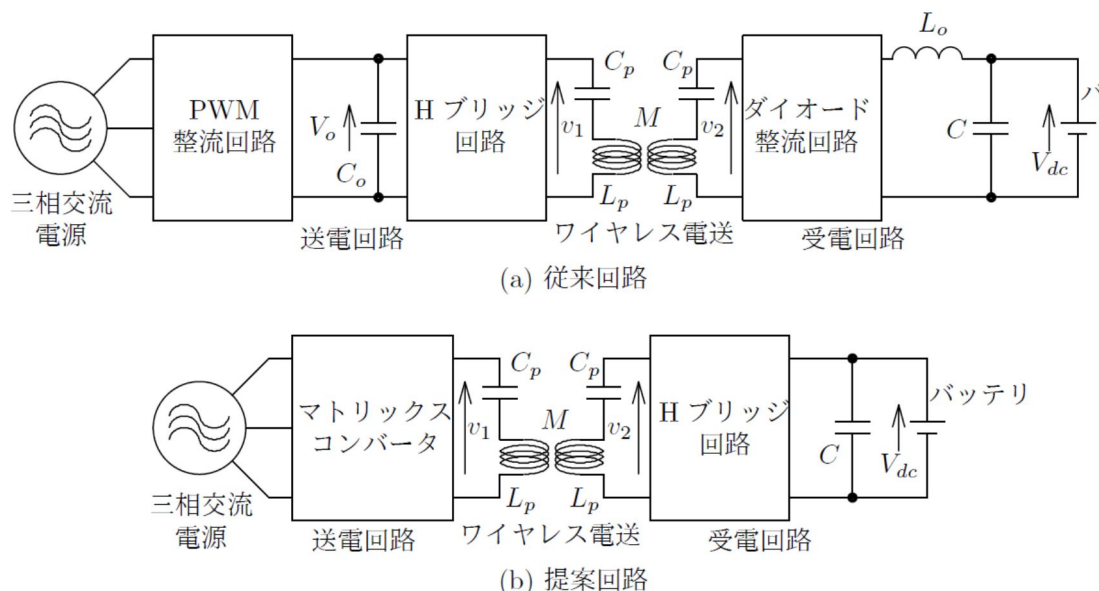 L_o
C_p
C_p
PWM
整流回路
V_o
C_o
H ブリッジ
回路
v_1
M
v_2
ダイオード
整流回路
C
V_dc
バ
L_p
L_p
三相交流
電源
送電回路
ワイヤレス電送
受電回路
(a) 従来回路
C_p
C_p
マトリックス
コンバータ
v_1
M
v_2
H ブリッジ
回路
バッテリ
C
V_dc
L_p
L_p
三相交流
電源
送電回路
ワイヤレス電送
受電回路
(b) 提案回路